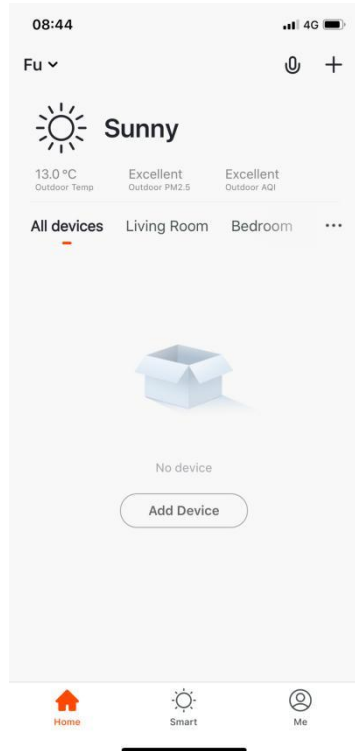 08:44 4G
Fu
Sunny
13.0 °C Excellent Excellent
Outdoor Temp Outdoor PM2.5 Outdoor AQI
All devices Living Room Bedroom ...
No device
Add Device
Home Smart Me